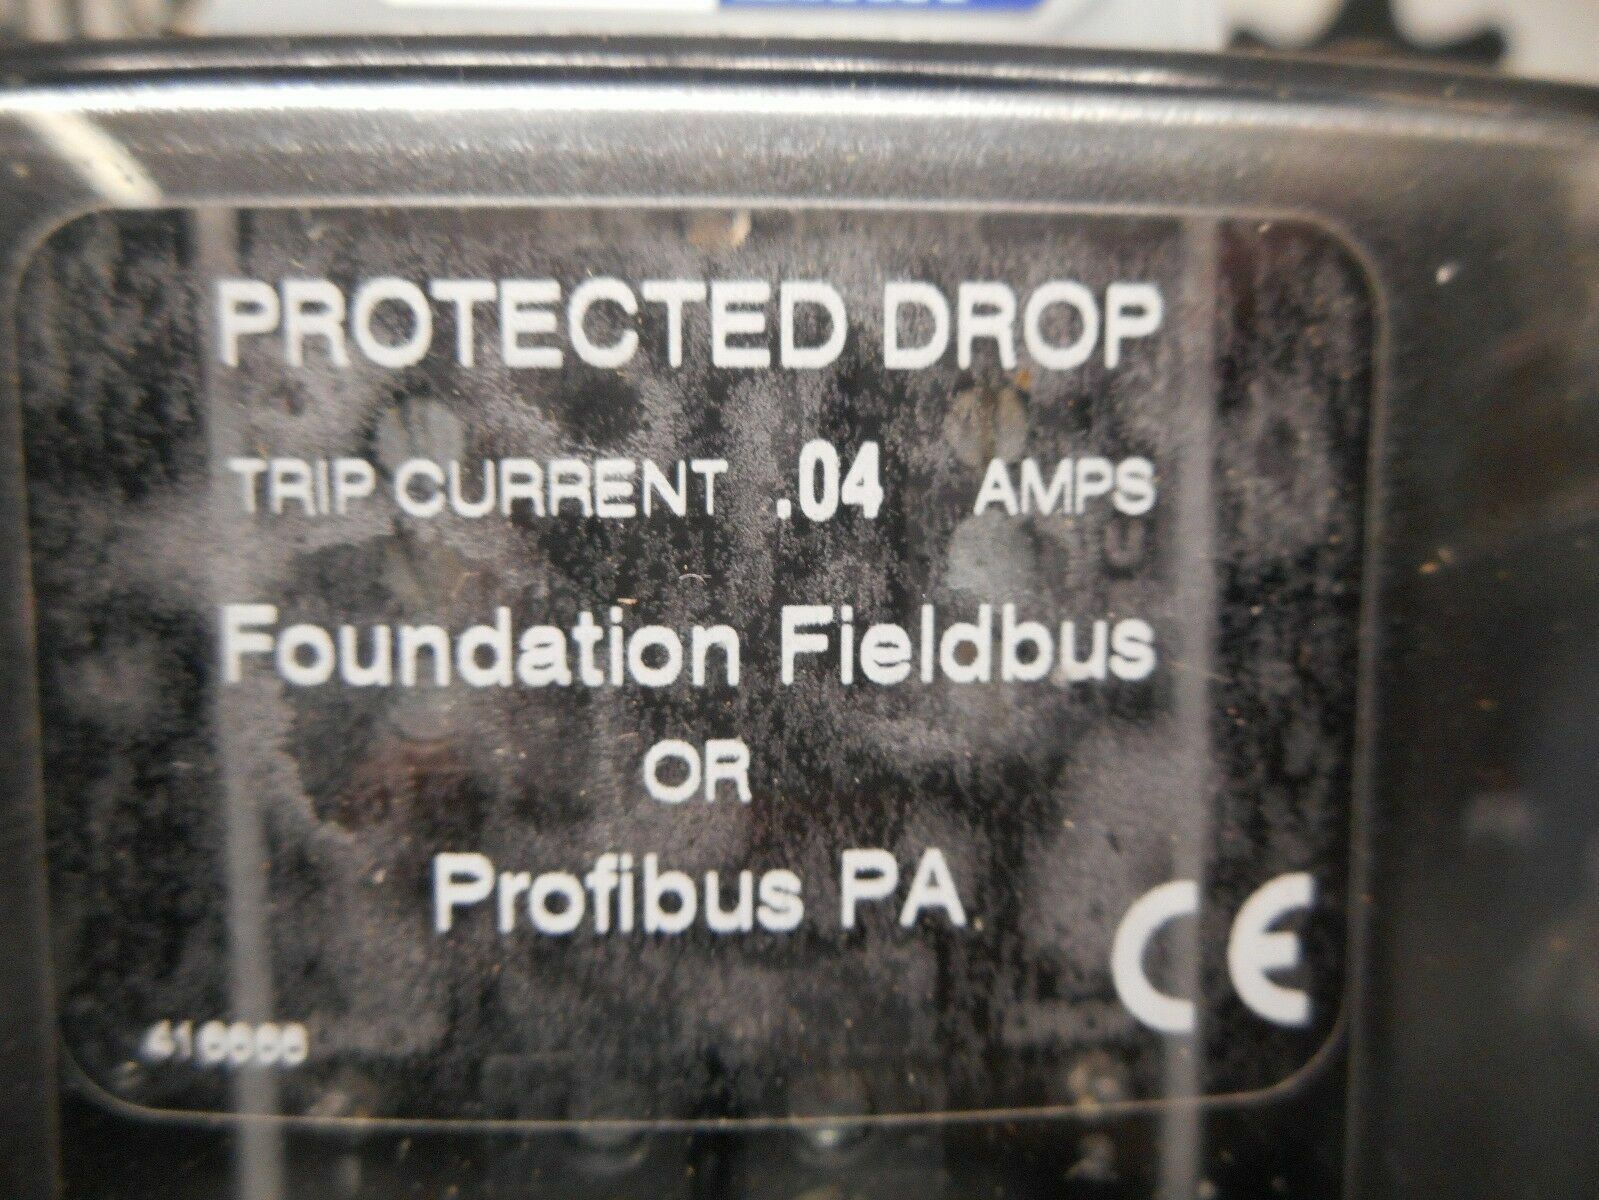 PROTECTED DROP
TRIP CURRENT .04 AMPS
Foundation Fieldbus
OR
Profibus PA
CE